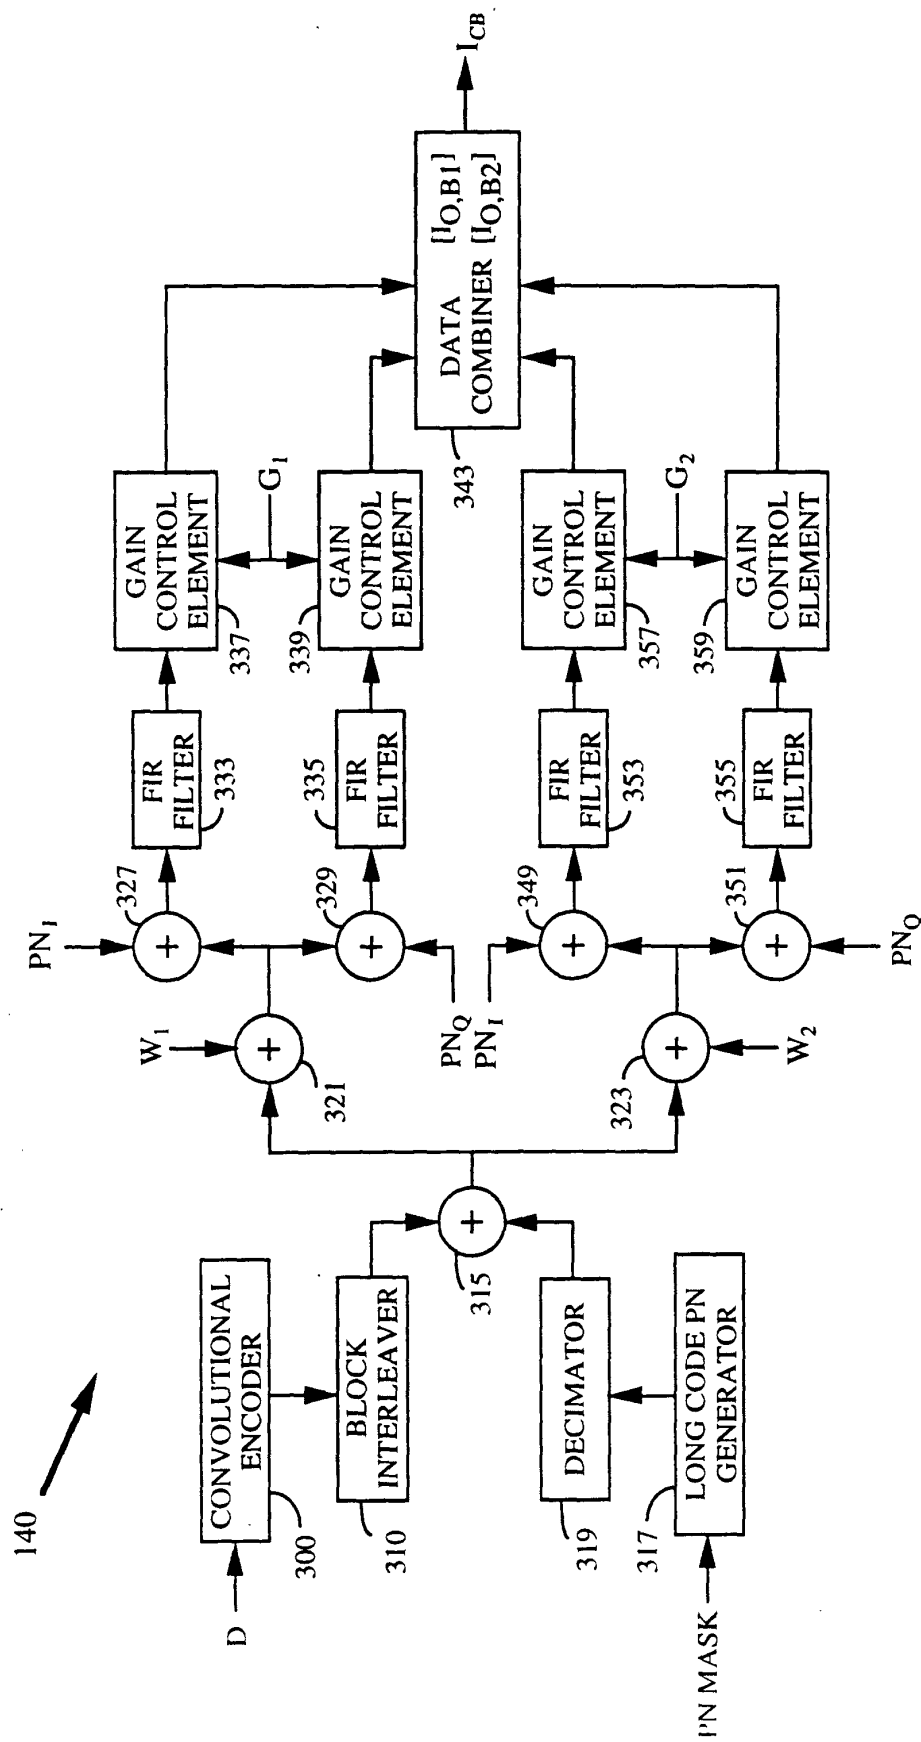 140
D
CONVOLUTIONAL
ENCODER
300
BLOCK
INTERLEAVER
310
DECIMATOR
319
LONG CODE PN
GENERATOR
317
PN MASK
315
W1
321
323
W2
PNI
327
329
PNQ
PNI
349
351
PNQ
FIR
FILTER
333
335
FIR
FILTER
FIR
FILTER
353
355
FIR
FILTER
GAIN
CONTROL
ELEMENT
337
G1
339
GAIN
CONTROL
ELEMENT
GAIN
CONTROL
ELEMENT
357
G2
359
GAIN
CONTROL
ELEMENT
343
DATA [IO,B1]
COMBINER [IO,B2]
ICB